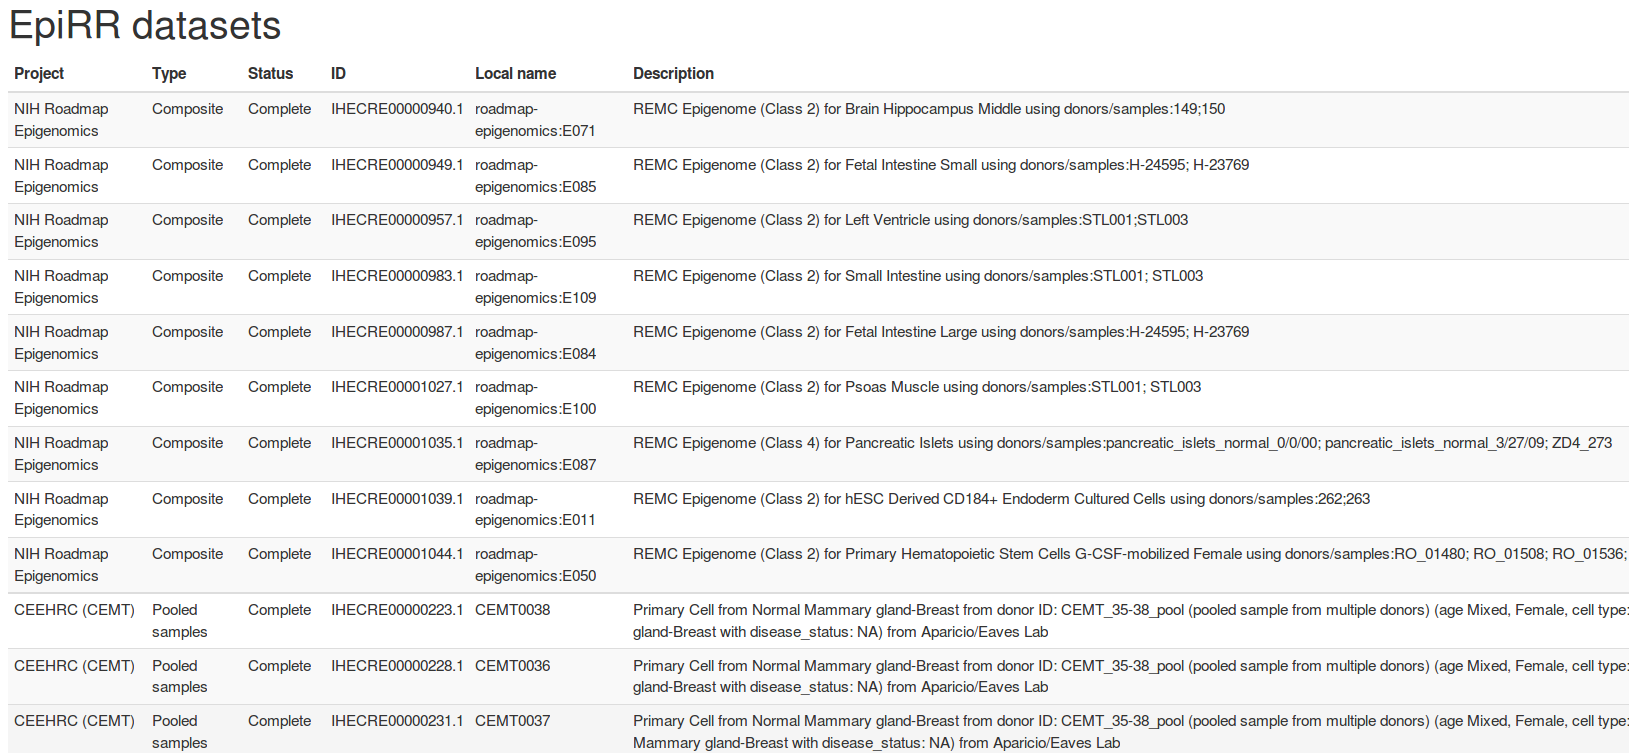 EpiRR datasets
Project Type Status ID Local name Description
NIH Roadmap Composite Complete IHECRE00000940.1 roadmap- REMC Epigenome (Class 2) for Brain Hippocampus Middle using donors/samples:149;150
Epigenomics epigenomics:E071
NIH Roadmap Composite Complete IHECRE00000949.1 roadmap- REMC Epigenome (Class 2) for Fetal Intestine Small using donors/samples:H-24595; H-23769
Epigenomics epigenomics:E085
NIH Roadmap Composite Complete IHECRE00000957.1 roadmap- REMC Epigenome (Class 2) for Left Ventricle using donors/samples:STL001;STL003
Epigenomics epigenomics:E095
NIH Roadmap Composite Complete IHECRE00000983.1 roadmap- REMC Epigenome (Class 2) for Small Intestine using donors/samples:STL001; STL003
Epigenomics epigenomics:E109
NIH Roadmap Composite Complete IHECRE00000987.1 roadmap- REMC Epigenome (Class 2) for Fetal Intestine Large using donors/samples:H-24595; H-23769
Epigenomics epigenomics:E084
NIH Roadmap Composite Complete IHECRE00001027.1 roadmap- REMC Epigenome (Class 2) for Psoas Muscle using donors/samples:STL001; STL003
Epigenomics epigenomics:E100
NIH Roadmap Composite Complete IHECRE00001035.1 roadmap- REMC Epigenome (Class 4) for Pancreatic Islets using donors/samples:pancreatic_islets_normal_0/0/00; pancreatic_islets_normal_3/27/09; ZD4_273
Epigenomics epigenomics:E087
NIH Roadmap Composite Complete IHECRE00001039.1 roadmap- REMC Epigenome (Class 2) for hESC Derived CD184+ Endoderm Cultured Cells using donors/samples:262;263
Epigenomics epigenomics:E011
NIH Roadmap Composite Complete IHECRE00001044.1 roadmap- REMC Epigenome (Class 2) for Primary Hematopoietic Stem Cells G-CSF-mobilized Female using donors/samples:RO_01480; RO_01508; RO_01536;
Epigenomics epigenomics:E050
CEEHRC (CEMT) Pooled Complete IHECRE00000223.1 CEMT0038 Primary Cell from Normal Mammary gland-Breast from donor ID: CEMT_35-38_pool (pooled sample from multiple donors) (age Mixed, Female, cell type:
samples gland-Breast with disease_status: NA) from Aparicio/Eaves Lab
CEEHRC (CEMT) Pooled Complete IHECRE00000228.1 CEMT0036 Primary Cell from Normal Mammary gland-Breast from donor ID: CEMT_35-38_pool (pooled sample from multiple donors) (age Mixed, Female, cell type:
samples gland-Breast with disease_status: NA) from Aparicio/Eaves Lab
CEEHRC (CEMT) Pooled Complete IHECRE00000231.1 CEMT0037 Primary Cell from Normal Mammary gland-Breast from donor ID: CEMT_35-38_pool (pooled sample from multiple donors) (age Mixed, Female, cell type:
samples Mammary gland-Breast with disease_status: NA) from Aparicio/Eaves Lab